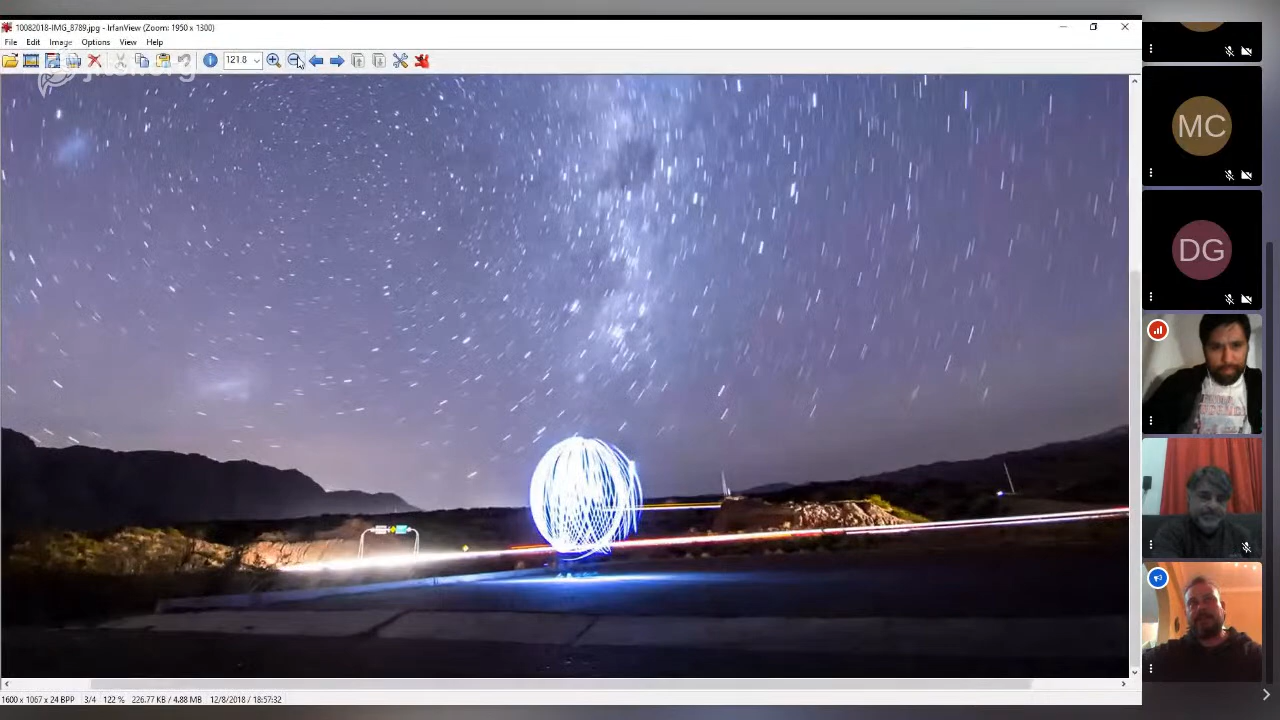 10082018-IMG_8789.jpg - IrfanView (Zoom: 1950 x 1300)
File Edit Image Options View Help
121.8
MC
DG
1600 x 1067 x 24 BPP 3/4 122 % 226.77 KB / 4.88 MB 12/8/2018 / 18:57:32